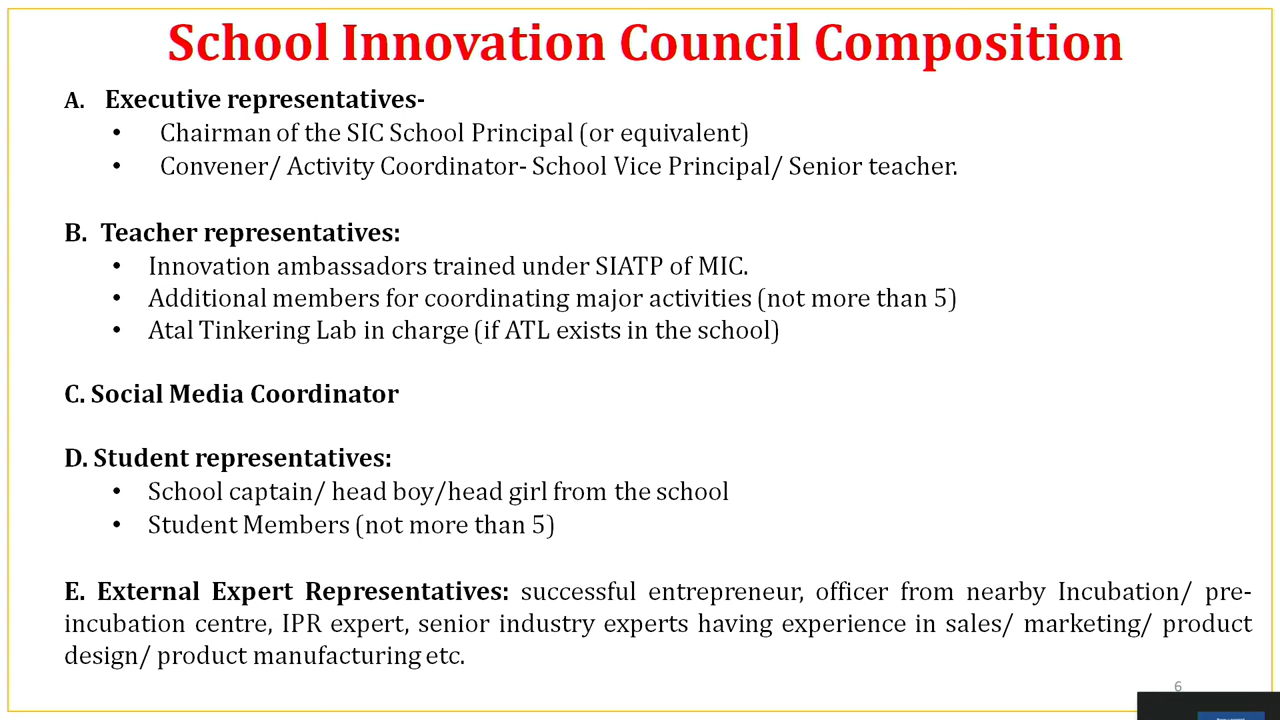 School Innovation Council Composition
A. Executive representatives-
• Chairman of the SIC School Principal (or equivalent)
• Convener/ Activity Coordinator- School Vice Principal/ Senior teacher.
B. Teacher representatives:
• Innovation ambassadors trained under SIATP of MIC.
• Additional members for coordinating major activities (not more than 5)
• Atal Tinkering Lab in charge (if ATL exists in the school)
C. Social Media Coordinator
D. Student representatives:
• School captain/ head boy/head girl from the school
• Student Members (not more than 5)
E. External Expert Representatives: successful entrepreneur, officer from nearby Incubation/ pre-
incubation centre, IPR expert, senior industry experts having experience in sales/ marketing/ product
design/ product manufacturing etc.
6